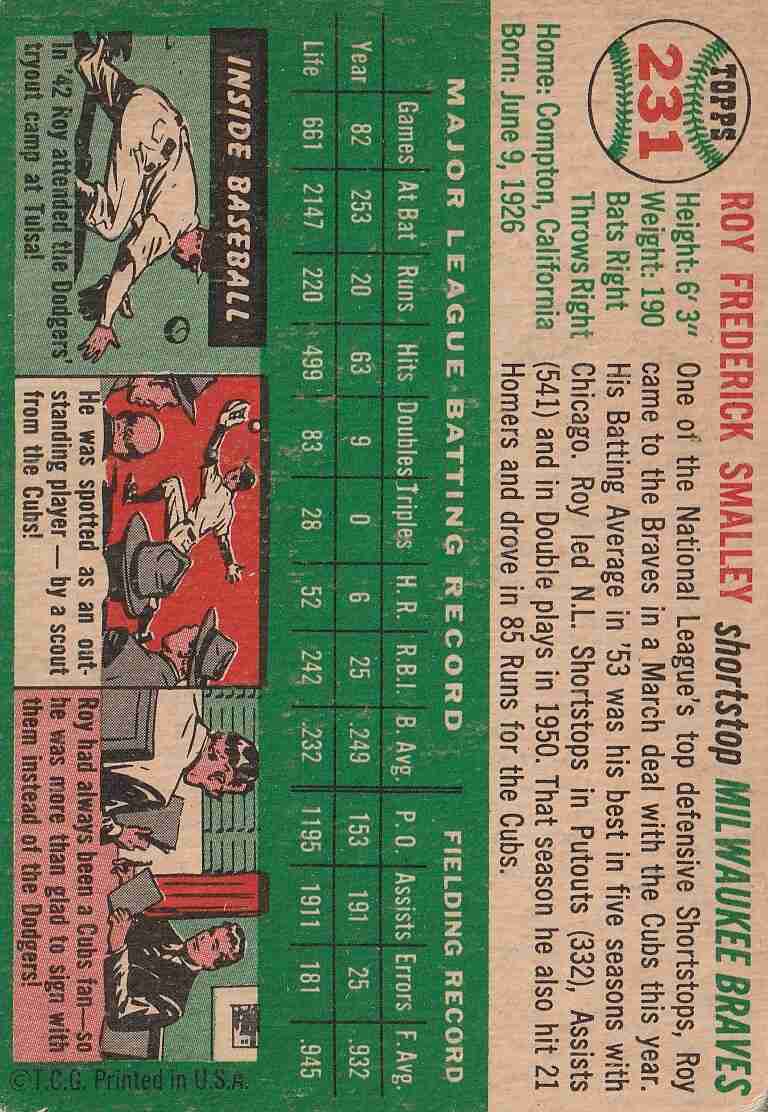 TOPPS
231
ROY FREDERICK SMALLEY shortstop MILWAUKEE BRAVES
Height: 6' 3"
Weight: 190
Bats Right
Throws Right
Home: Compton, California
Born: June 9, 1926
One of the National League's top defensive Shortstops, Roy
came to the Braves in a March deal with the Cubs this year.
His Batting Average in '53 was his best in five seasons with
Chicago. Roy led N.L. Shortstops in Putouts (332), Assists
(541) and in Double plays in 1950. That season he also hit 21
Homers and drove in 85 Runs for the Cubs.
MAJOR LEAGUE BATTING RECORD FIELDING RECORD
Games At Bat Runs Hits Doubles Triples H.R. R.B.I. B. Avg. P. O. Assists Errors F. Avg.
Year 82 253 20 63 9 0 6 25 .249 153 191 25 .932
Life 661 2147 220 499 83 28 52 242 .232 1195 1911 181 .945
INSIDE BASEBALL
In '42 Roy attended the Dodgers'
tryout camp at Tulsa!
He was spotted as an out-
standing player — by a scout
from the Cubs!
Roy had always been a Cubs fan—so
he was more than glad to sign with
them instead of the Dodgers!
©T.C.G. Printed in U.S.A.